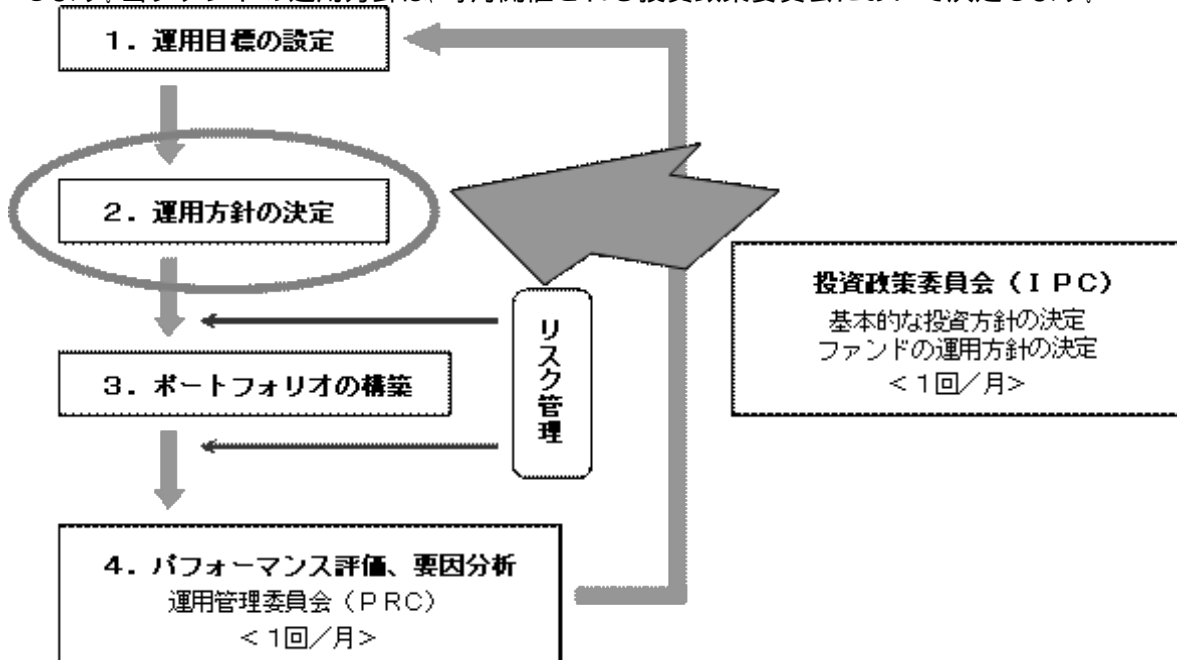 １．運用目標の設定
２．運用方針の決定
投資政策委員会（ＩＰＣ）
基本的な投資方針の決定
ファンドの運用方針の決定
＜１回／月＞
リスク管理
３．ポートフォリオの構築
４．パフォーマンス評価、要因分析
運用管理委員会（ＰＲＣ）
＜１回／月＞